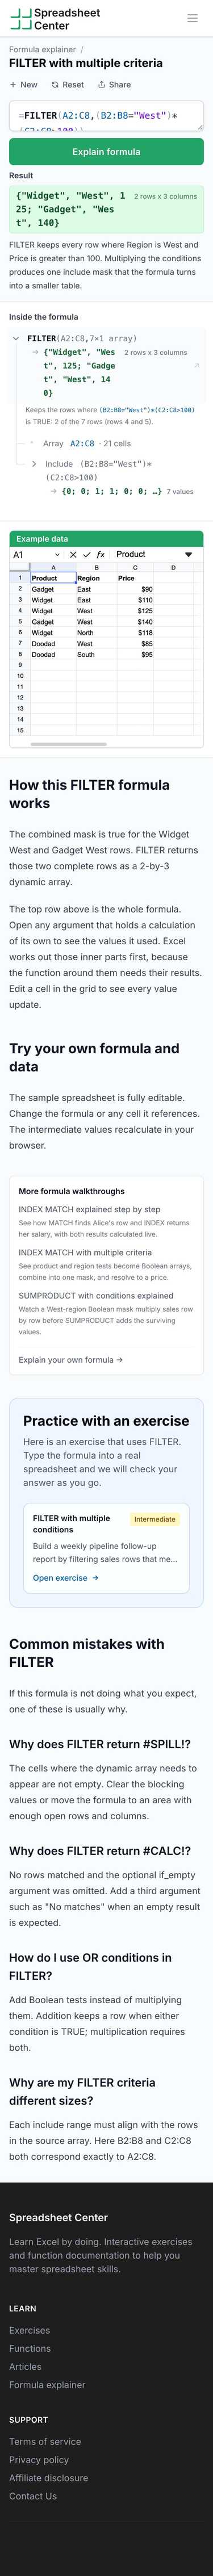 Spreadsheet
Center
Formula explainer /
FILTER with multiple criteria
+ New Reset Share
=FILTER(A2:C8,(B2:B8="West")*
(C2:C8>100))
Explain formula
Result
{"Widget", "West", 1
25; "Gadget", "Wes
t", 140}
2 rows x 3 columns
FILTER keeps every row where Region is West and
Price is greater than 100. Multiplying the conditions
produces one include mask that the formula turns
into a smaller table.
Inside the formula
FILTER(A2:C8,7×1 array)
→ {"Widget", "Wes
t", 125; "Gadge
t", "West", 14
0}
2 rows x 3 columns
Keeps the rows where (B2:B8="West")*(C2:C8>100)
is TRUE: 2 of the 7 rows (rows 4 and 5).
Array A2:C8 · 21 cells
Include (B2:B8="West")*
(C2:C8>100)
→ {0; 0; 1; 1; 0; 0; …} 7 values
Example data
A1 fx Product
A B C D
1 Product Region Price
2 Gadget East $90
3 Widget East $110
4 Widget West $125
5 Gadget West $140
6 Widget North $118
7 Doodad West $85
8 Doodad South $95
9
10
11
12
13
14
15
How this FILTER formula
works
The combined mask is true for the Widget
West and Gadget West rows. FILTER returns
those two complete rows as a 2-by-3
dynamic array.
The top row above is the whole formula.
Open any argument that holds a calculation
of its own to see the values it used. Excel
works out those inner parts first, because
the function around them needs their results.
Edit a cell in the grid to see every value
update.
Try your own formula and
data
The sample spreadsheet is fully editable.
Change the formula or any cell it references.
The intermediate values recalculate in your
browser.
More formula walkthroughs
INDEX MATCH explained step by step
See how MATCH finds Alice's row and INDEX returns
her salary, with both results calculated live.
INDEX MATCH with multiple criteria
See product and region tests become Boolean arrays,
combine into one mask, and resolve to a price.
SUMPRODUCT with conditions explained
Watch a West-region Boolean mask multiply sales row
by row before SUMPRODUCT adds the surviving
values.
Explain your own formula →
Practice with an exercise
Here is an exercise that uses FILTER.
Type the formula into a real
spreadsheet and we will check your
answer as you go.
FILTER with multiple
conditions
Intermediate
Build a weekly pipeline follow-up
report by filtering sales rows that me...
Open exercise →
Common mistakes with
FILTER
If this formula is not doing what you expect,
one of these is usually why.
Why does FILTER return #SPILL!?
The cells where the dynamic array needs to
appear are not empty. Clear the blocking
values or move the formula to an area with
enough open rows and columns.
Why does FILTER return #CALC!?
No rows matched and the optional if_empty
argument was omitted. Add a third argument
such as "No matches" when an empty result
is expected.
How do I use OR conditions in
FILTER?
Add Boolean tests instead of multiplying
them. Addition keeps a row when either
condition is TRUE; multiplication requires
both.
Why are my FILTER criteria
different sizes?
Each include range must align with the rows
in the source array. Here B2:B8 and C2:C8
both correspond exactly to A2:C8.
Spreadsheet Center
Learn Excel by doing. Interactive exercises
and function documentation to help you
master spreadsheet skills.
LEARN
Exercises
Functions
Articles
Formula explainer
SUPPORT
Terms of service
Privacy policy
Affiliate disclosure
Contact Us